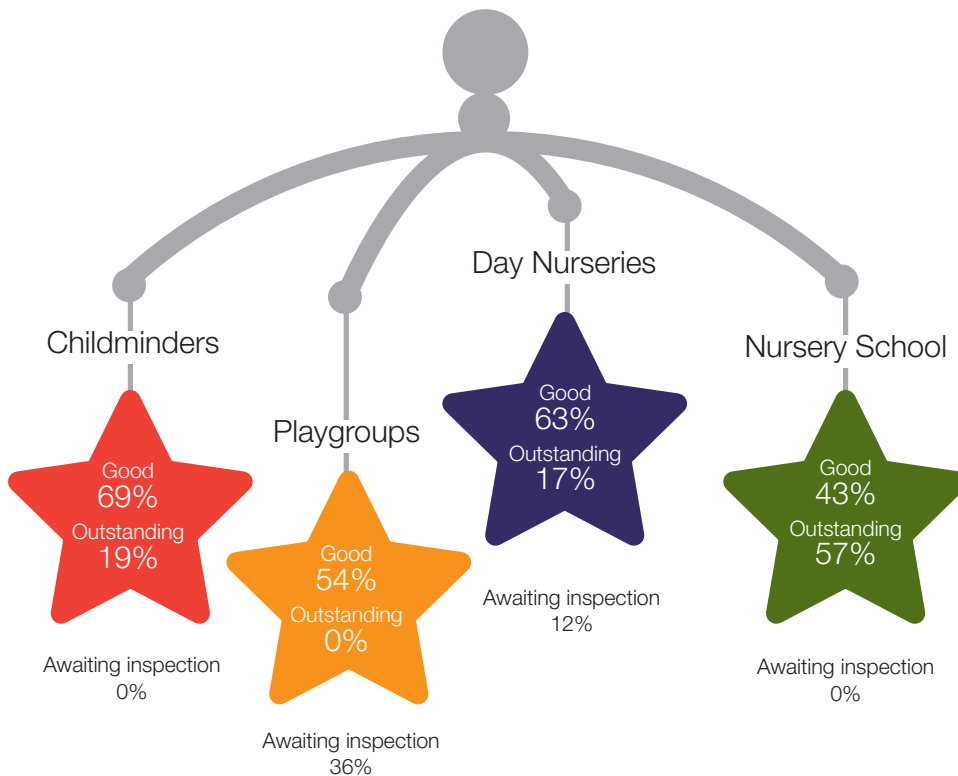 Childminders
Good
69%
Outstanding
19%
Awaiting inspection
0%
Playgroups
Good
54%
Outstanding
0%
Awaiting inspection
36%
Day Nurseries
Good
63%
Outstanding
17%
Awaiting inspection
12%
Nursery School
Good
43%
Outstanding
57%
Awaiting inspection
0%